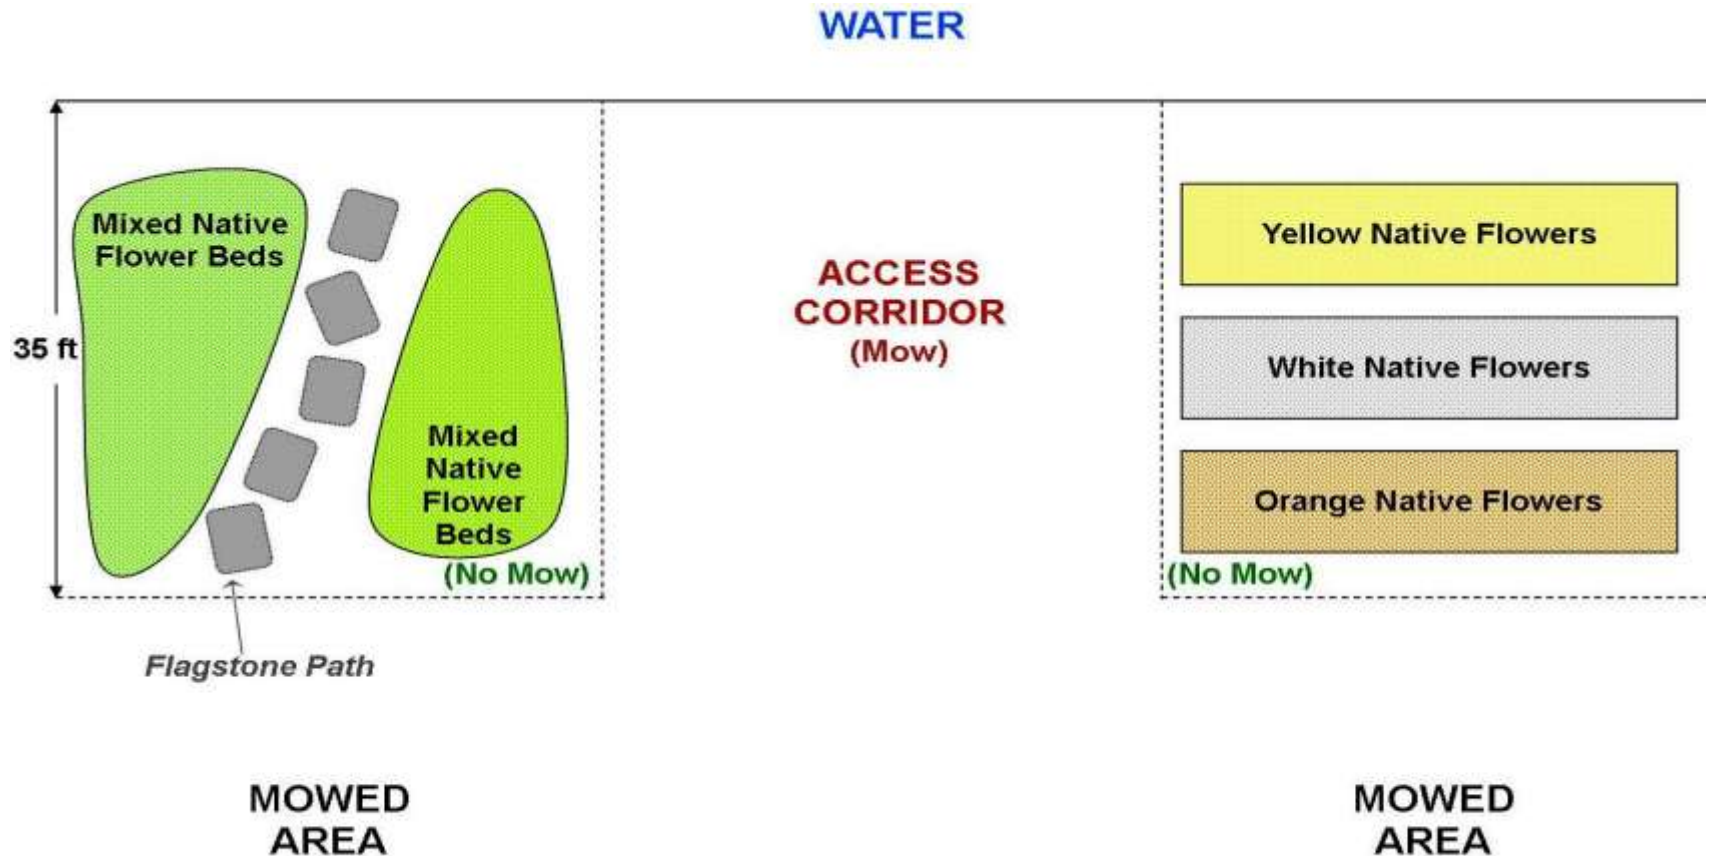 WATER
Mixed Native
Flower Beds
35 ft
Mixed
Native
Flower
Beds
(No Mow)
Flagstone Path
ACCESS
CORRIDOR
(Mow)
Yellow Native Flowers
White Native Flowers
Orange Native Flowers
(No Mow)
MOWED
AREA
MOWED
AREA